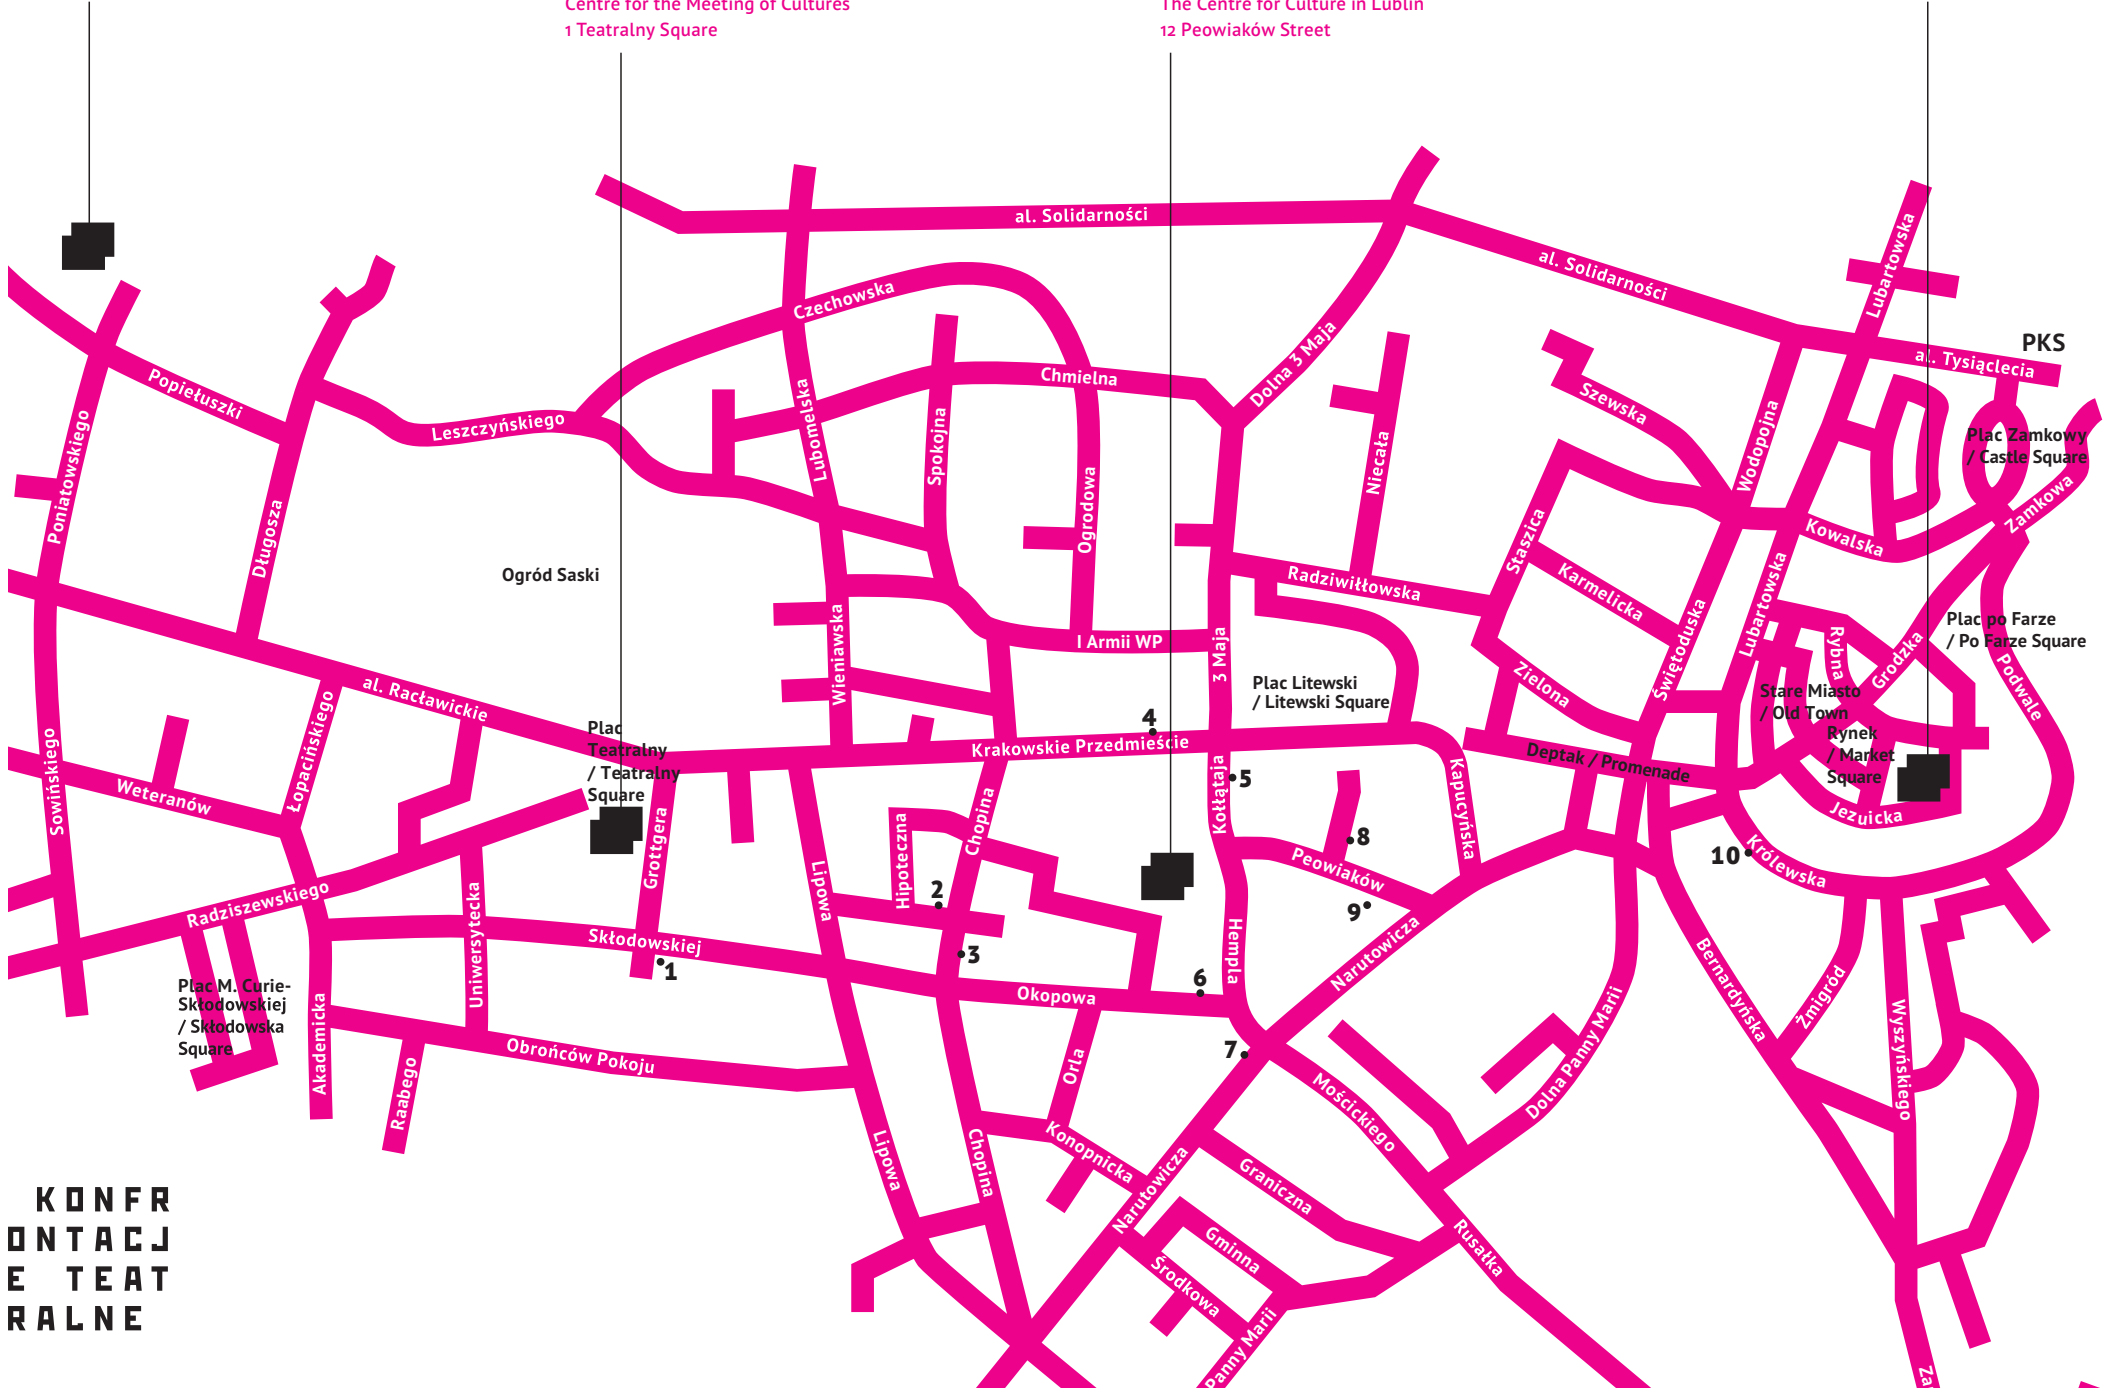 Centre for the Meeting of Cultures
1 Teatralny Square
The Centre for Culture in Lublin
12 Peowiaków Street
al. Solidarności
al. Solidarności
Lubartowska
PKS
al. Tysiąclecia
Czechowska
Dolna 3 Maja
Popiełuszki
Chmielna
Szewska
Leszczyńskiego
Lubomelska
Spokojna
Niecała
Wodopojna
Plac Zamkowy
/ Castle Square
Poniatowskiego
Długosza
Ogrodowa
Staszica
Kowalska
Zamkowa
Ogród Saski
Radziwiłłowska
Karmelicka
Lubartowska
I Armii WP
3 Maja
Wieniawska
Świętoduska
Rybna
Grodzka
Plac po Farze
/ Po Farze Square
Podwale
al. Racławickie
Łopacińskiego
Plac Litewski
/ Litewski Square
Zielona
Stare Miasto
/ Old Town
Rynek
/ Market
Square
Plac
Teatralny
/ Teatralny
Square
4
Krakowskie Przedmieście
Deptak / Promenade
Sowińskiego
Weteranów
Kołłątaja
5
Kapucyńska
Jezuicka
Grottgera
Hipoteczna
Chopina
8
Peowiaków
10
Królewska
Radziszewskiego
Uniwersytecka
Lipowa
2
9
Hempla
Narutowicza
Skłodowskiej
1
3
6
Okopowa
Bernardyńska
Żmigród
Wyszyńskiego
Plac M. Curie-
Skłodowskiej
/ Skłodowska
Square
Akademicka
Obrońców Pokoju
Raabego
Orla
7
Mościckiego
Dolna Panny Marii
Lipowa
Chopina
Konopnicka
Narutowicza
Graniczna
Gminna
Środkowa
Rusałka
Panny Marii
Za
KONFR
ONTACJ
E TEAT
RALNE